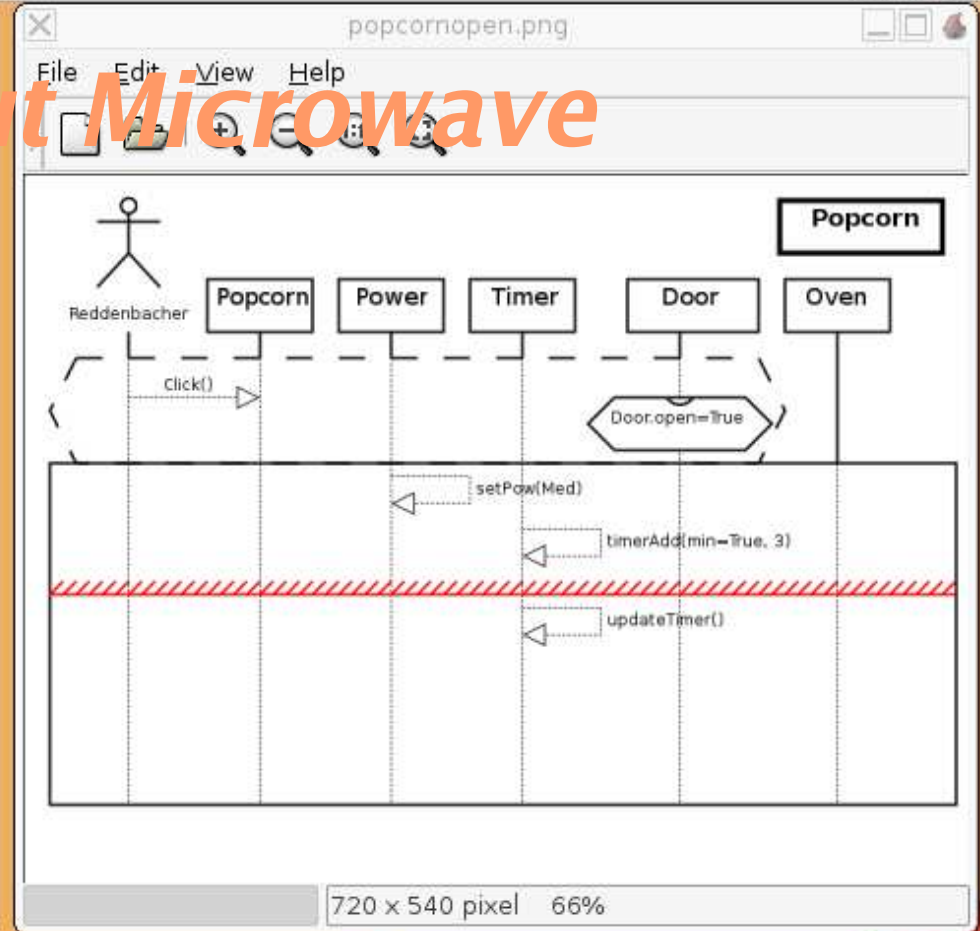 popcornopen.png
File Edit View Help
t Microwave
Popcorn
Reddenbacher
Popcorn Power Timer Door Oven
Click()
Door.open=True
setPow(Med)
timerAdd(min=True, 3)
updateTimer()
720 x 540 pixel 66%